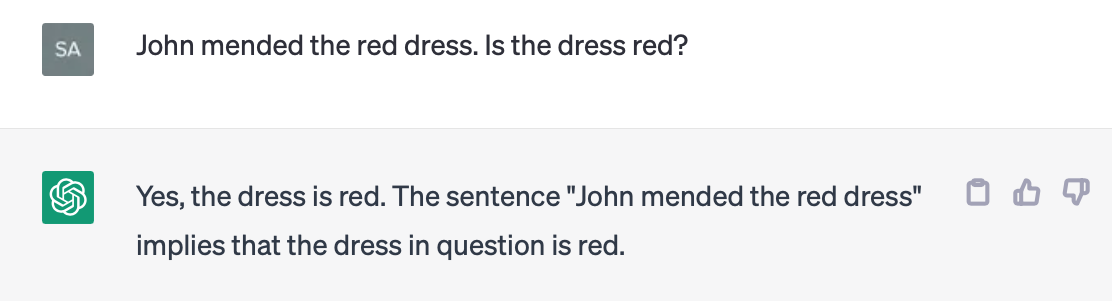 SA
John mended the red dress. Is the dress red?
Yes, the dress is red. The sentence "John mended the red dress"
implies that the dress in question is red.